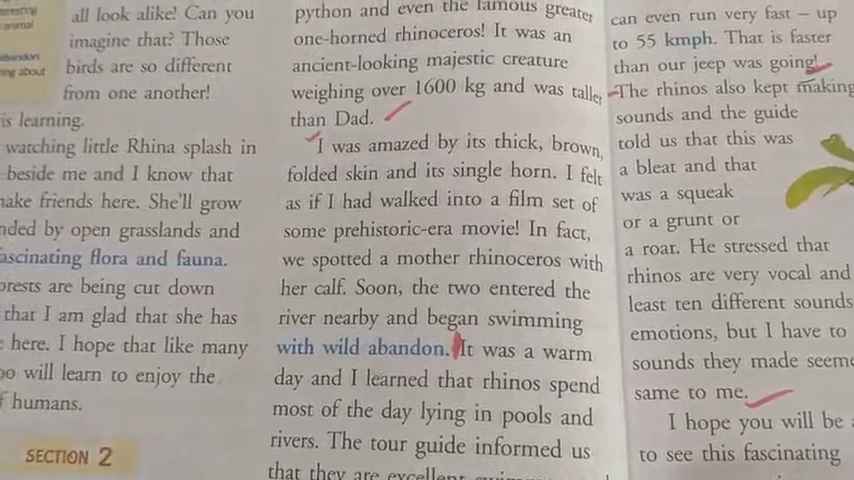 all look alike! Can you
imagine that? Those
birds are so different
from one another!
is learning.
watching little Rhina splash in
beside me and I know that
make friends here. She'll grow
by open grasslands and
fascinating flora and fauna.
are being cut down
that I am glad that she has
here. I hope that like many
will learn to enjoy the
humans.
SECTION 2
python and even the famous greater
one-horned rhinoceros! It was an
ancient-looking majestic creature
weighing over 1600 kg and was taller
than Dad.
I was amazed by its thick, brown,
folded skin and its single horn. I felt
as if I had walked into a film set of
some prehistoric-era movie! In fact,
we spotted a mother rhinoceros with
her calf. Soon, the two entered the
river nearby and began swimming
with wild abandon. It was a warm
day and I learned that rhinos spend
most of the day lying in pools and
rivers. The tour guide informed us
that they are excellent
can even run very fast – up
to 55 kmph. That is faster
than our jeep was going!
The rhinos also kept making
sounds and the guide
told us that this was
a bleat and that
was a squeak
or a grunt or
a roar. He stressed that
rhinos are very vocal and
least ten different sounds
emotions, but I have to
sounds they made
same to me.
I hope you will be
to see this fascinating